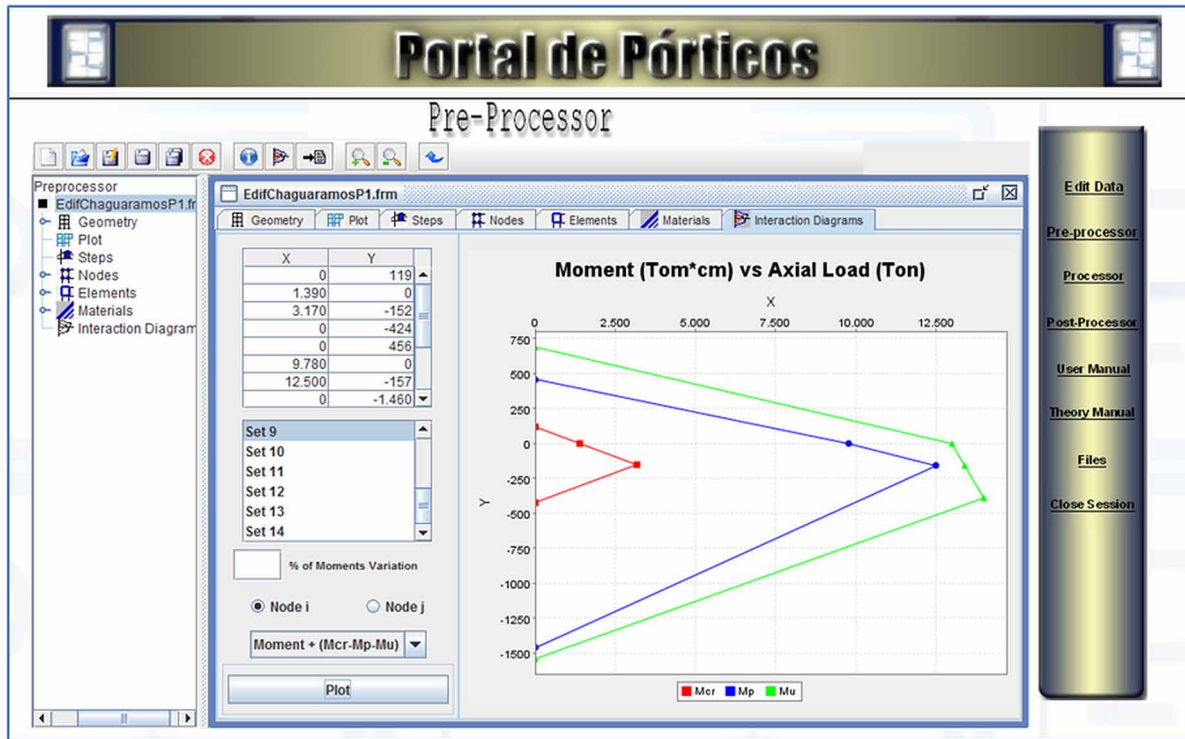 Portal de Pórticos
Pre-Processor
Preprocessor
EdifChaguaramosP1.fr
Geometry
Plot
Steps
Nodes
Elements
Materials
Interaction Diagram
EdifChaguaramosP1.frm
Geometry Plot Steps Nodes Elements Materials Interaction Diagrams
X Y
0 119
1.390 0
3.170 -152
0 -424
0 456
9.780 0
12.500 -157
0 -1.460
Set 9
Set 10
Set 11
Set 12
Set 13
Set 14
% of Moments Variation
Node i Node j
Moment + (Mcr-Mp-Mu)
Plot
Moment (Tom*cm) vs Axial Load (Ton)
X
0 2.500 5.000 7.500 10.000 12.500
750
500
250
0
-250
-500
-750
-1000
-1250
-1500
Y
Mcr Mp Mu
Edit Data
Pre-processor
Processor
Post-Processor
User Manual
Theory Manual
Files
Close Session